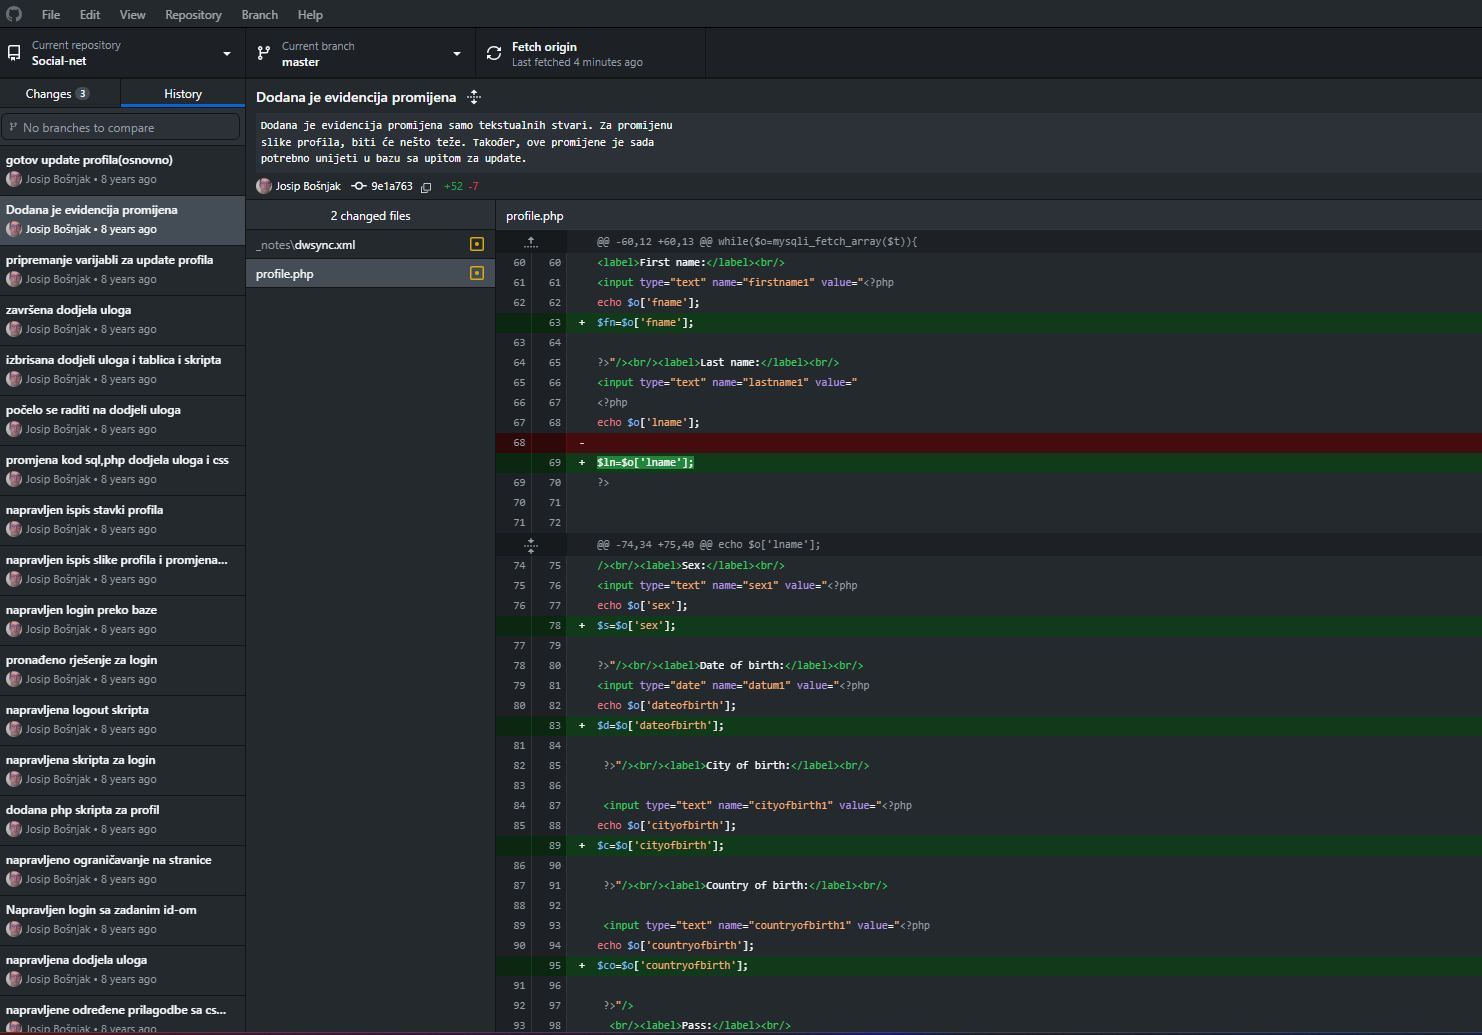 File Edit View Repository Branch Help
Current repository
Social-net
Current branch
master
Fetch origin
Last fetched 4 minutes ago
Changes 3
History
No branches to compare
gotov update profila(osnovno)
Josip Bošnjak • 8 years ago
Dodana je evidencija promijena
Josip Bošnjak • 8 years ago
pripremanje varijabli za update profila
Josip Bošnjak • 8 years ago
završena dodjela uloga
Josip Bošnjak • 8 years ago
izbrisana dodjeli uloga i tablica i skripta
Josip Bošnjak • 8 years ago
počelo se raditi na dodjeli uloga
Josip Bošnjak • 8 years ago
promjena kod sql,php dodjela uloga i css
Josip Bošnjak • 8 years ago
napravljen ispis stavki profila
Josip Bošnjak • 8 years ago
napravljen ispis slike profila i promjena...
Josip Bošnjak • 8 years ago
napravljen login preko baze
Josip Bošnjak • 8 years ago
pronađeno rješenje za login
Josip Bošnjak • 8 years ago
napravljena logout skripta
Josip Bošnjak • 8 years ago
napravljena skripta za login
Josip Bošnjak • 8 years ago
dodana php skripta za profil
Josip Bošnjak • 8 years ago
napravljeno ograničavanje na stranice
Josip Bošnjak • 8 years ago
Napravljen login sa zadanim id-om
Josip Bošnjak • 8 years ago
napravljena dodjela uloga
Josip Bošnjak • 8 years ago
napravljene određene prilagodbe sa cs...
Josip Bošnjak • 8 years ago
Dodana je evidencija promijena
Dodana je evidencija promijena samo tekstualnih stvari. Za promijenu
slike profila, biti će nešto teže. Također, ove promijene je sada
potrebno unijeti u bazu sa upitom za update.
Josip Bošnjak 9e1a763 +52 -7
2 changed files
_notes\dwsync.xml
profile.php
profile.php
@@ -60,12 +60,13 @@ while($o=mysqli_fetch_array($t)){
60 60 <label>First name:</label><br/>
61 61 <input type="text" name="firstname1" value="<?php
62 62 echo $o['fname'];
63 + $fn=$o['fname'];
63 64
64 65 ?>"/><br/><label>Last name:</label><br/>
65 66 <input type="text" name="lastname1" value="
66 67 <?php
67 68 echo $o['lname'];
68 -
69 + $ln=$o['lname'];
69 70 ?>
70 71
71 72
@@ -74,34 +75,40 @@ echo $o['lname'];
74 75 /><br/><label>Sex:</label><br/>
75 76 <input type="text" name="sex1" value="<?php
76 77 echo $o['sex'];
78 + $s=$o['sex'];
77 79
78 80 ?>"/><br/><label>Date of birth:</label><br/>
79 81 <input type="date" name="datum1" value="<?php
80 82 echo $o['dateofbirth'];
83 + $d=$o['dateofbirth'];
81 84
82 85 ?>"/><br/><label>City of birth:</label><br/>
83 86
84 87 <input type="text" name="cityofbirth1" value="<?php
85 88 echo $o['cityofbirth'];
89 + $c=$o['cityofbirth'];
86 90
87 91 ?>"/><br/><label>Country of birth:</label><br/>
88 92
89 93 <input type="text" name="countryofbirth1" value="<?php
90 94 echo $o['countryofbirth'];
95 + $co=$o['countryofbirth'];
91 96
92 97 ?>"/>
93 98 <br/><label>Pass:</label><br/>